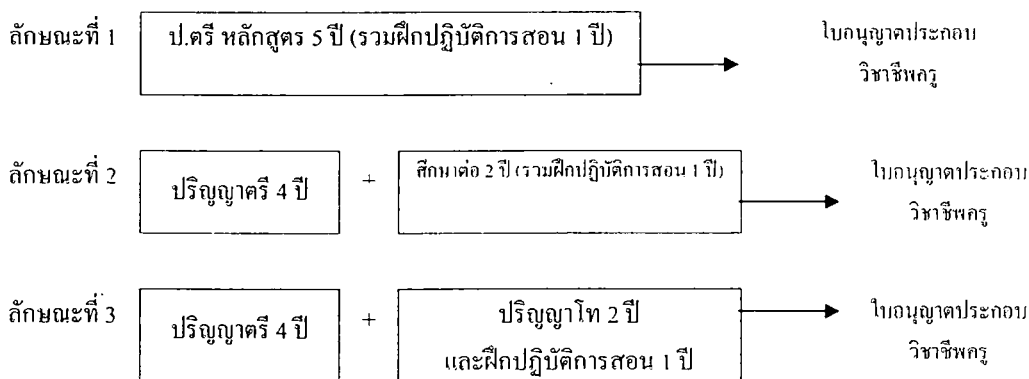 ลักษณะที่ 1 ป.ตรี หลักสูตร 5 ปี (รวมฝึกปฏิบัติการสอน 1 ปี) ใบอนุญาตประกอบ
วิชาชีพครู
ลักษณะที่ 2 ปริญญาตรี 4 ปี + ศึกษาต่อ 2 ปี (รวมฝึกปฏิบัติการสอน 1 ปี) ใบอนุญาตประกอบ
วิชาชีพครู
ลักษณะที่ 3 ปริญญาตรี 4 ปี + ปริญญาโท 2 ปี ใบอนุญาตประกอบ
และฝึกปฏิบัติการสอน 1 ปี วิชาชีพครู